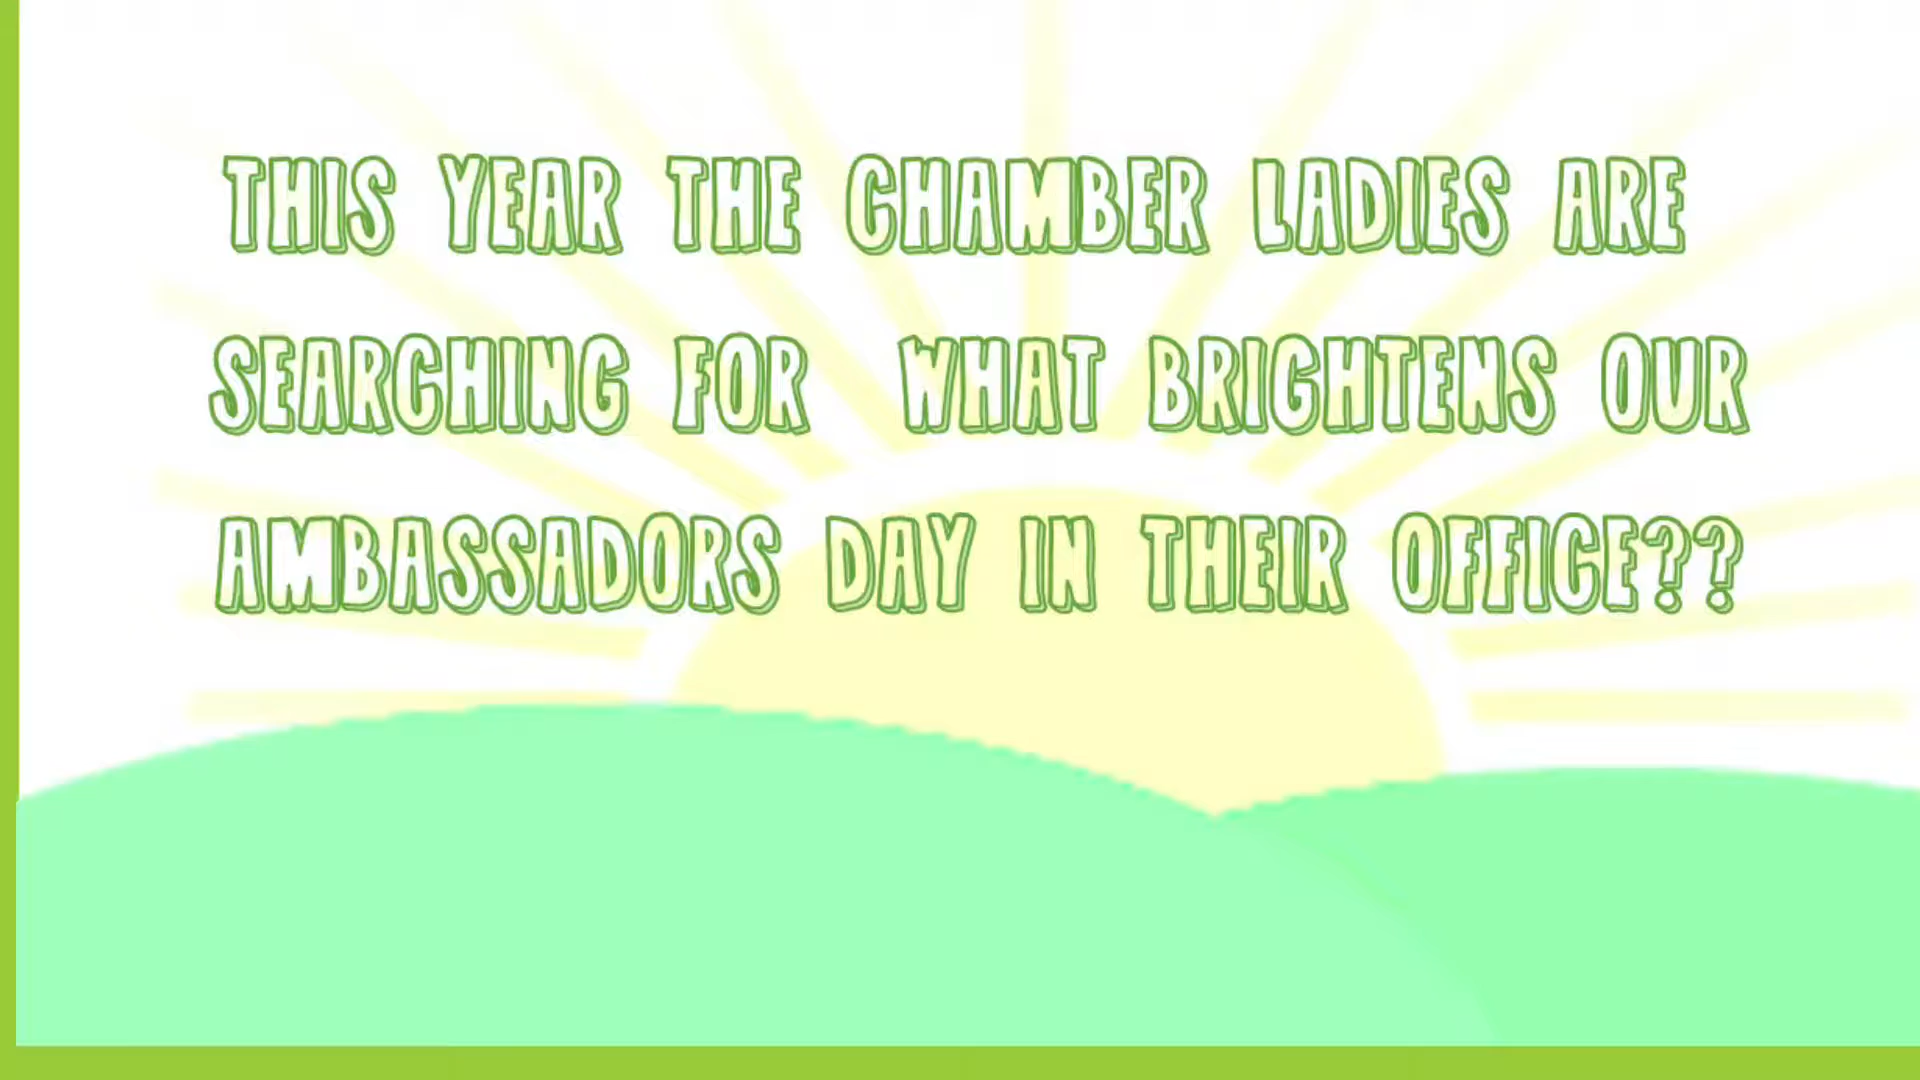 THIS YEAR THE CHAMBER LADIES ARE
SEARCHING FOR WHAT BRIGHTENS OUR
AMBASSADORS DAY IN THEIR OFFICE??